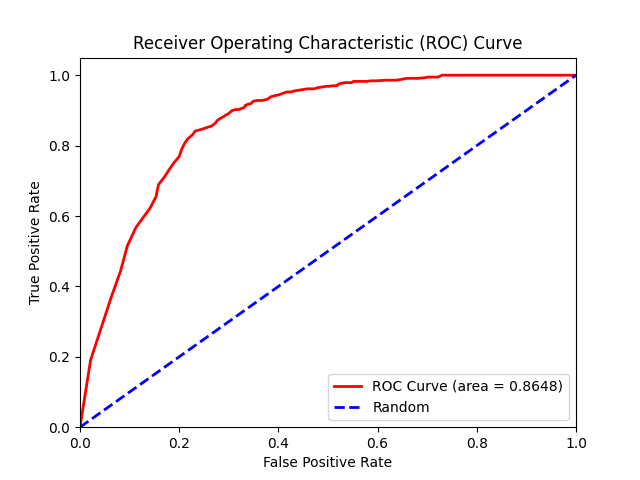 Receiver Operating Characteristic (ROC) Curve
True Positive Rate
1.0
0.8
0.6
0.4
0.2
0.0
ROC Curve (area = 0.8648)
Random
0.0 0.2 0.4 0.6 0.8 1.0
False Positive Rate